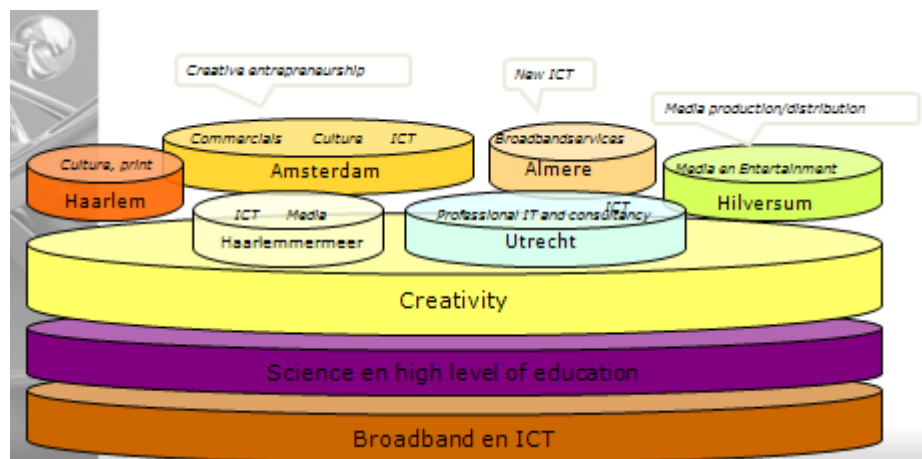 Creative entrepreneurship
New ICT
Media production/distribution
Commercials Culture ICT
Broadbandservices
Culture, print
Amsterdam
Almere
Media en Entertainment
Haarlem
Hilversum
ICT Media
ICT
Professional IT and consultancy
Haarlemmermeer
Utrecht
Creativity
Science en high level of education
Broadband en ICT